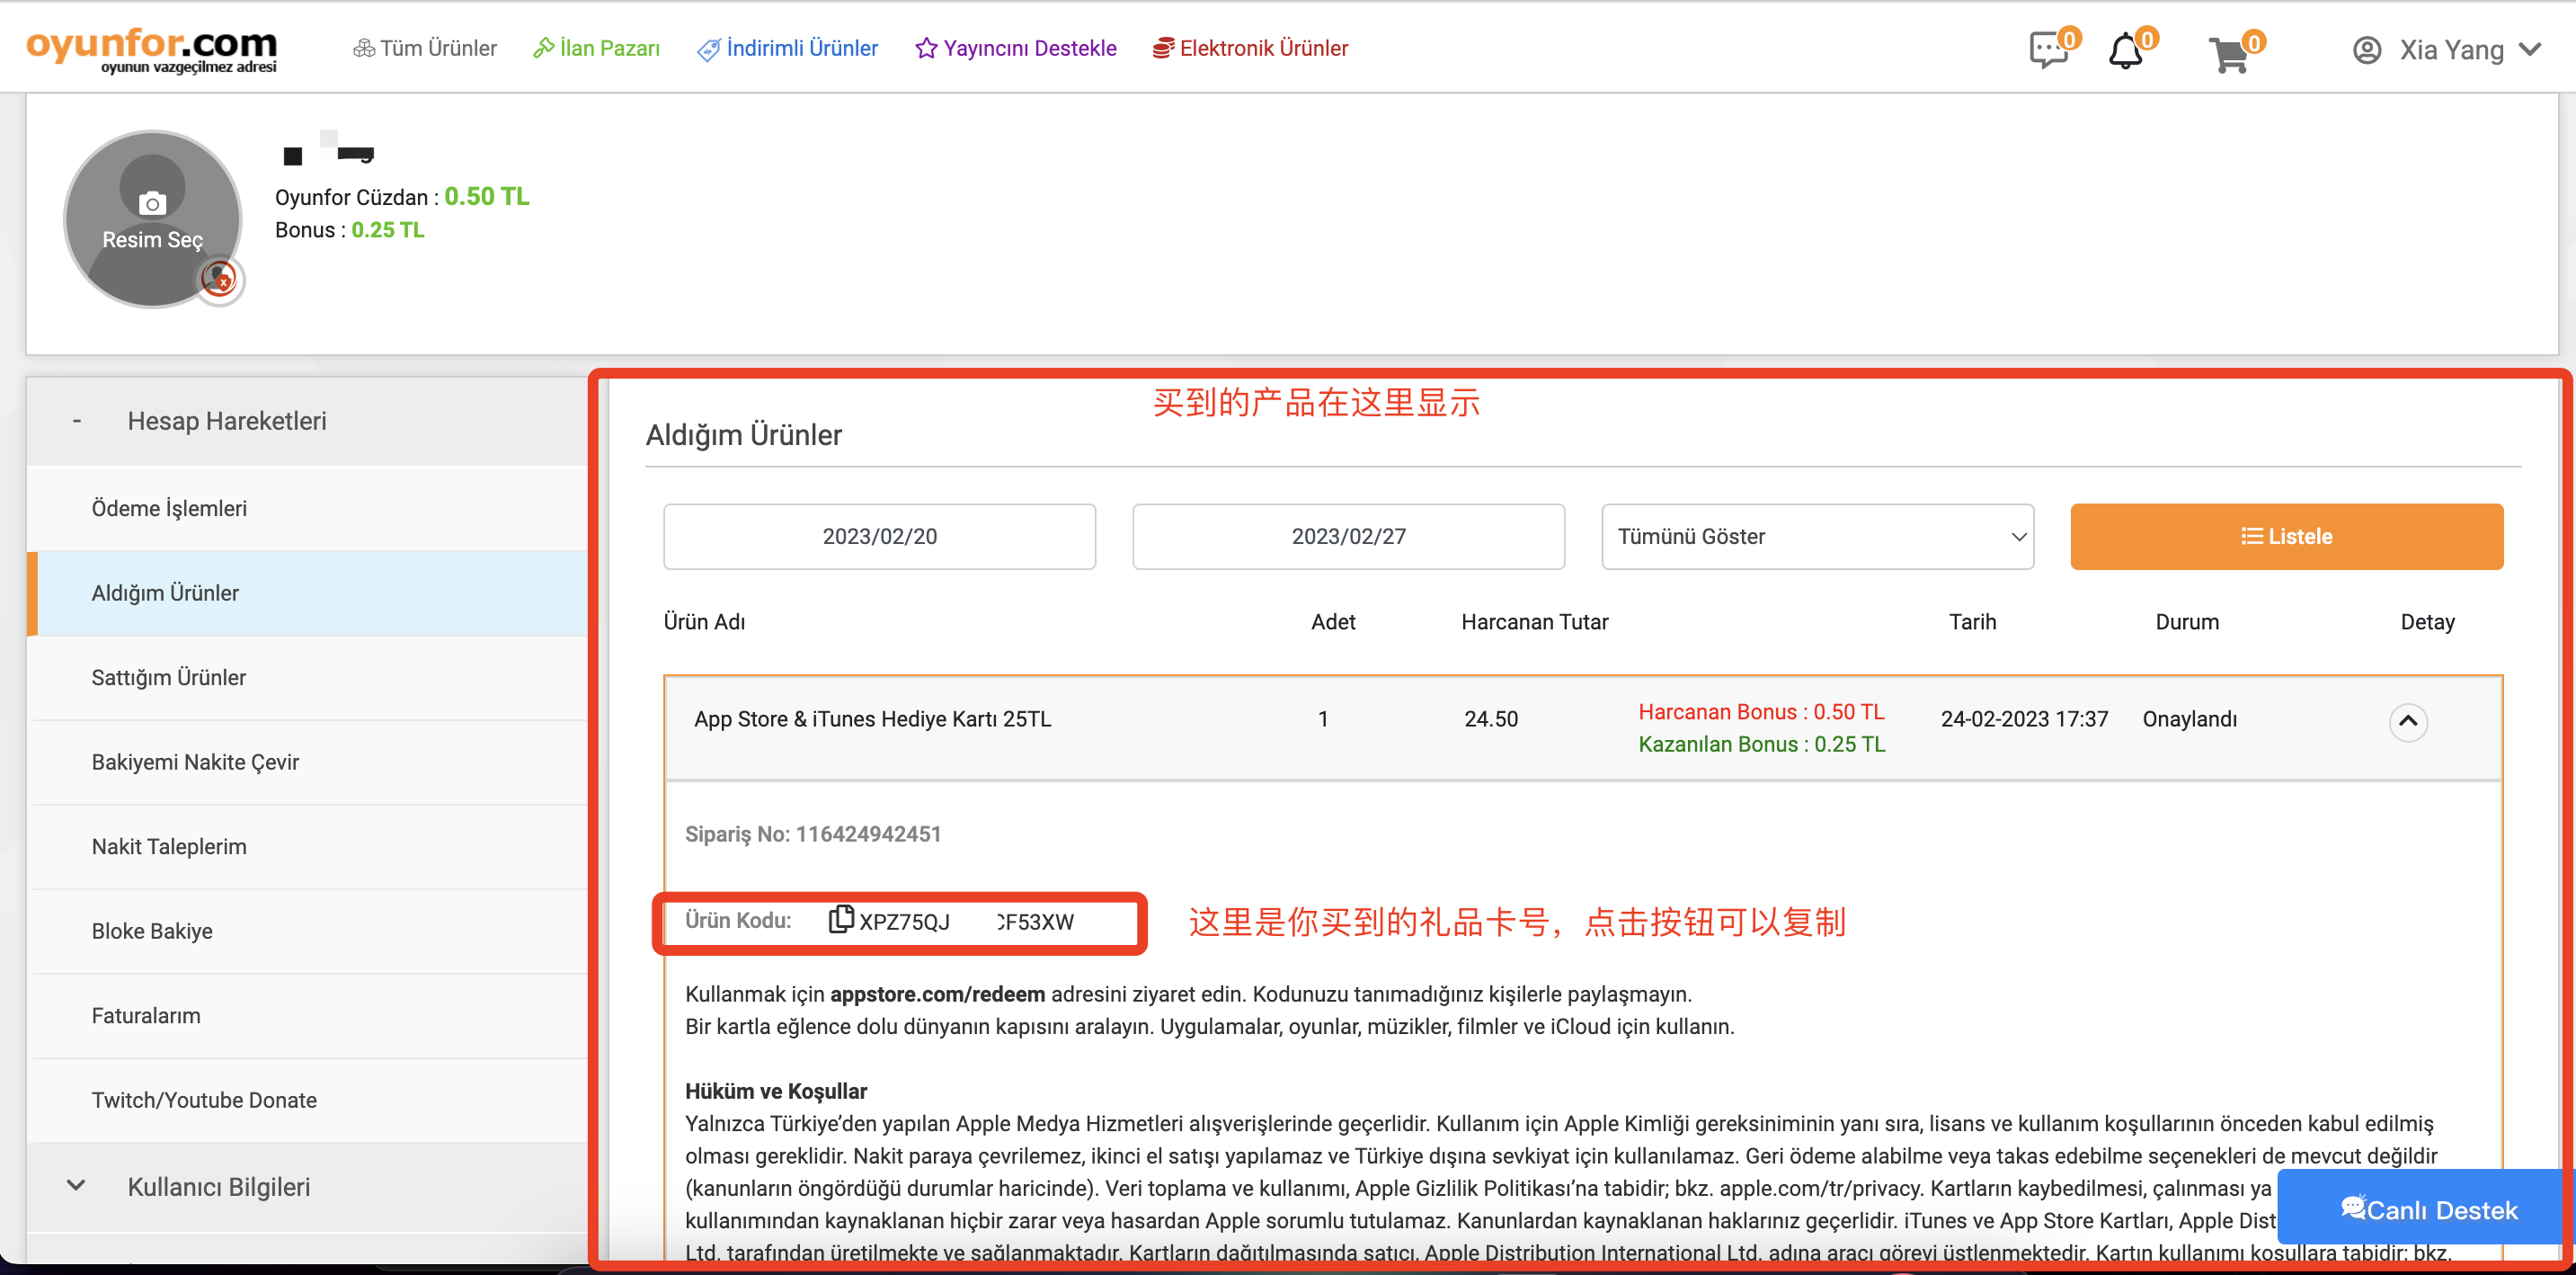 oyunfor.com
oyunun vazgeçilmez adresi
Tüm Ürünler
İlan Pazarı
İndirimli Ürünler
Yayıncını Destekle
Elektronik Ürünler
0
0
0
Xia Yang
Resim Seç
Oyunfor Cüzdan : 0.50 TL
Bonus : 0.25 TL
- Hesap Hareketleri
Ödeme İşlemleri
Aldığım Ürünler
Sattığım Ürünler
Bakiyemi Nakite Çevir
Nakit Taleplerim
Bloke Bakiye
Faturalarım
Twitch/Youtube Donate
Kullanıcı Bilgileri
买到的产品在这里显示
Aldığım Ürünler
2023/02/20
2023/02/27
Tümünü Göster
Listele
Ürün Adı Adet Harcanan Tutar Tarih Durum Detay
App Store & iTunes Hediye Kartı 25TL 1 24.50 Harcanan Bonus : 0.50 TL 24-02-2023 17:37 Onaylandı
Kazanılan Bonus : 0.25 TL
Sipariş No: 116424942451
Ürün Kodu: XPZ75QJ F53XW
这里是你买到的礼品卡号，点击按钮可以复制
Kullanmak için appstore.com/redeem adresini ziyaret edin. Kodunuzu tanımadığınız kişilerle paylaşmayın.
Bir kartla eğlence dolu dünyanın kapısını aralayın. Uygulamalar, oyunlar, müzikler, filmler ve iCloud için kullanın.
Hüküm ve Koşullar
Yalnızca Türkiye’den yapılan Apple Medya Hizmetleri alışverişlerinde geçerlidir. Kullanım için Apple Kimliği gereksiniminin yanı sıra, lisans ve kullanım koşullarının önceden kabul edilmiş
olması gereklidir. Nakit paraya çevrilemez, ikinci el satışı yapılamaz ve Türkiye dışına sevkiyat için kullanılamaz. Geri ödeme alabilme veya takas edebilme seçenekleri de mevcut değildir
(kanunların öngördüğü durumlar haricinde). Veri toplama ve kullanımı, Apple Gizlilik Politikası’na tabidir; bkz. apple.com/tr/privacy. Kartların kaybedilmesi, çalınması ya
kullanımından kaynaklanan hiçbir zarar veya hasardan Apple sorumlu tutulamaz. Kanunlardan kaynaklanan haklarınız geçerlidir. iTunes ve App Store Kartları, Apple Dist
Ltd. tarafından üretilmekte ve sağlanmaktadır. Kartların dağıtılmasında satıcı, Apple Distribution International Ltd. adına aracı görevi üstlenmektedir. Kartın kullanımı koşullara tabidir; bkz.
Canlı Destek